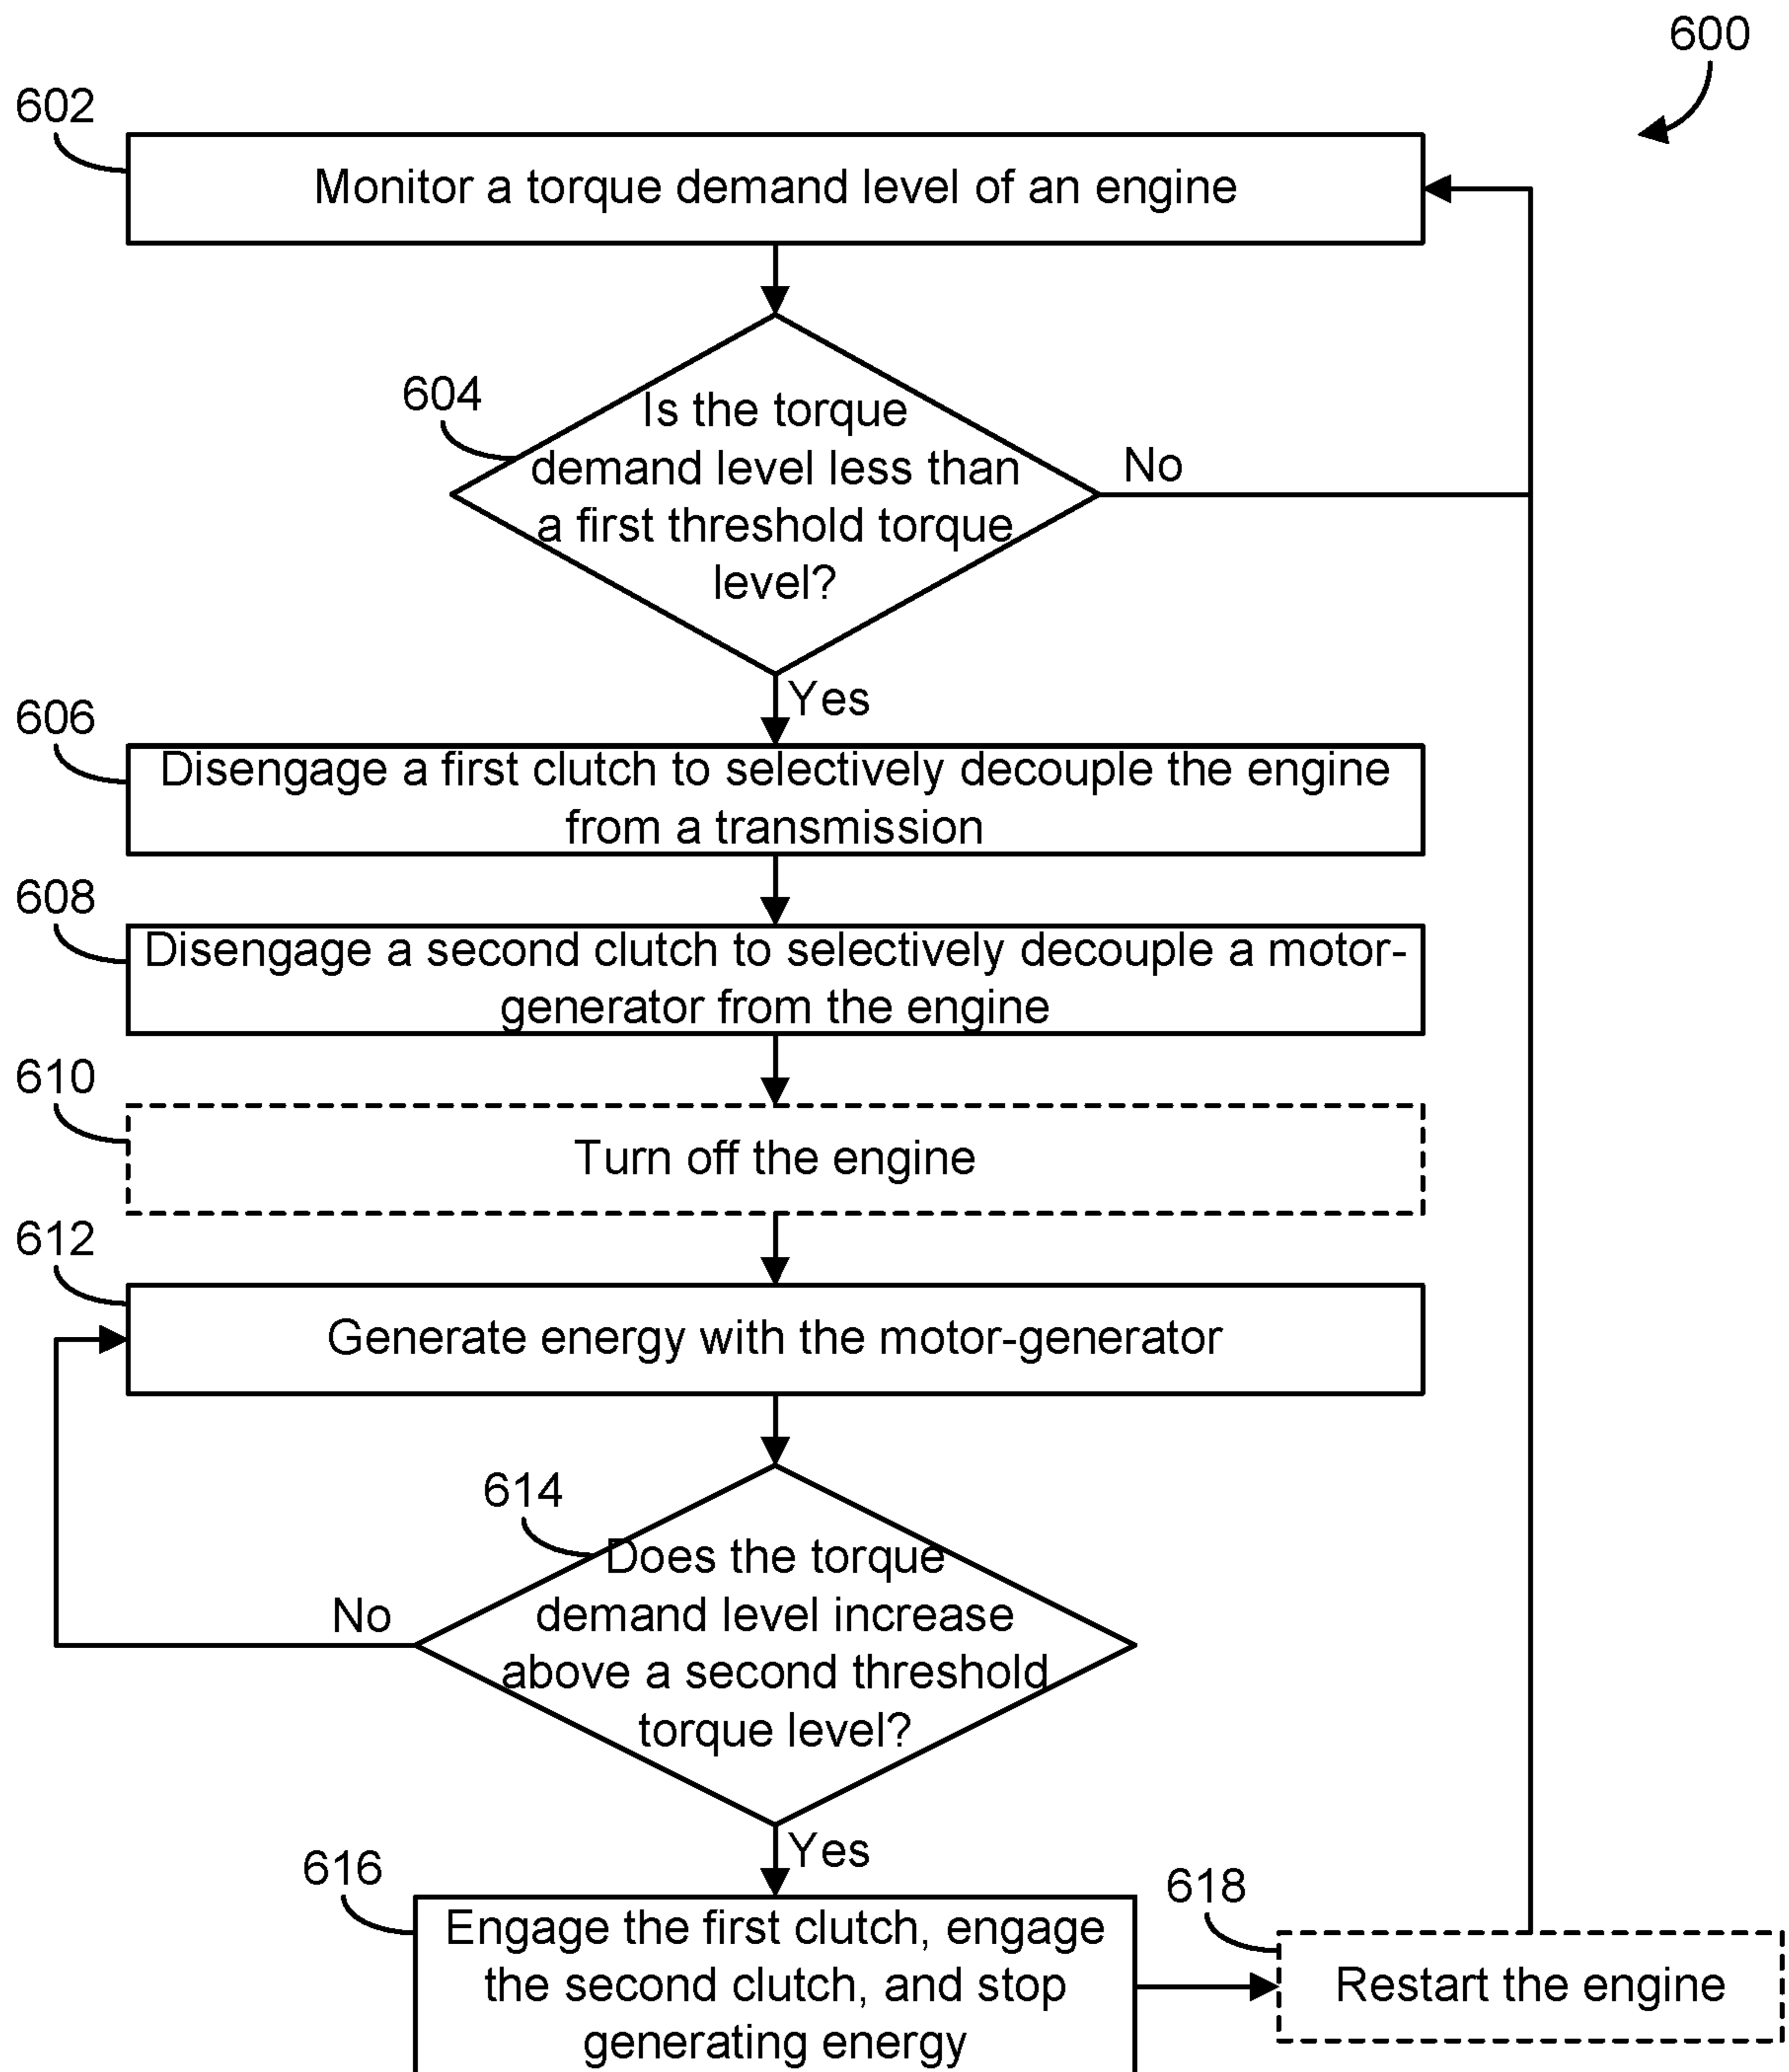 600
602
Monitor a torque demand level of an engine
604
Is the torque
demand level less than
a first threshold torque
level?
No
Yes
606
Disengage a first clutch to selectively decouple the engine
from a transmission
608
Disengage a second clutch to selectively decouple a motor-
generator from the engine
610
Turn off the engine
612
Generate energy with the motor-generator
614
Does the torque
demand level increase
above a second threshold
torque level?
No
Yes
616
Engage the first clutch, engage
the second clutch, and stop
generating energy
618
Restart the engine